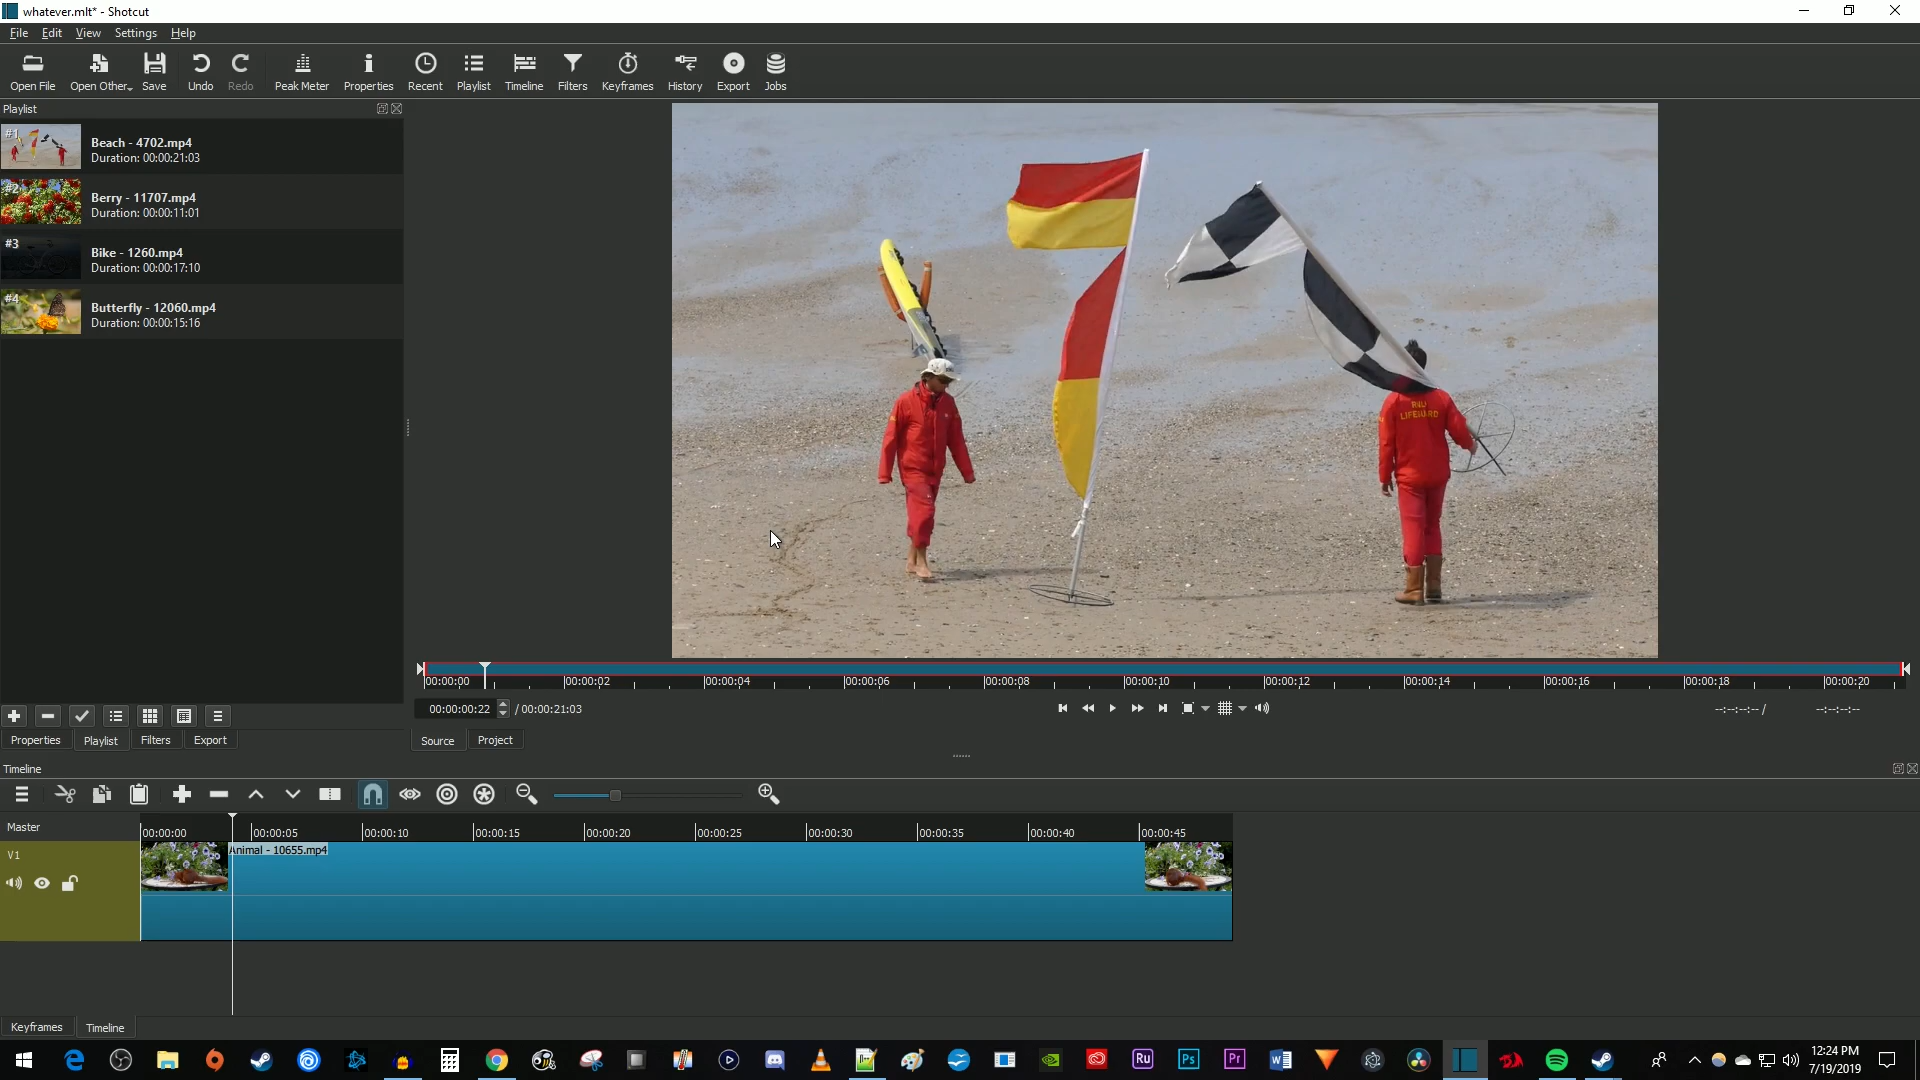 whatever.mlt* - Shotcut
File Edit View Settings Help
Open File Open Other Save Undo Redo Peak Meter Properties Recent Playlist Timeline Filters Keyframes History Export Jobs
Playlist
#1
Beach - 4702.mp4
Duration: 00:00:21:03
#2
Berry - 11707.mp4
Duration: 00:00:11:01
#3
Bike - 1260.mp4
Duration: 00:00:17:10
#4
Butterfly - 12060.mp4
Duration: 00:00:15:16
LIFEGUARD
00:00:00 00:00:02 00:00:04 00:00:06 00:00:08 00:00:10 00:00:12 00:00:14 00:00:16 00:00:18 00:00:20
00:00:00:22 / 00:00:21:03 --:--:--:-- / --:--:--:--
Properties Playlist Filters Export
Source Project
Timeline
Master
00:00:00 00:00:05 00:00:10 00:00:15 00:00:20 00:00:25 00:00:30 00:00:35 00:00:40 00:00:45
V1
Animal - 10655.mp4
Keyframes Timeline
Ru Ps Pr
12:24 PM
7/19/2019